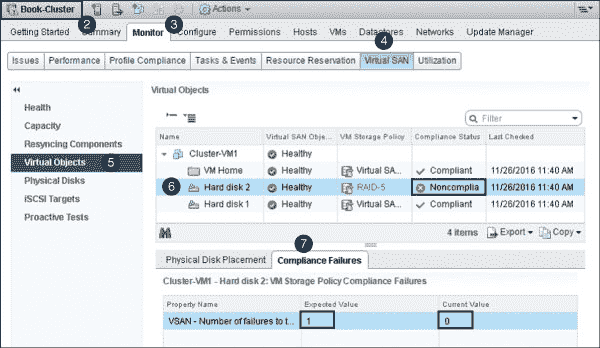 Book-Cluster Actions
2 3
Getting Started Summary Monitor Configure Permissions Hosts VMs Datastores Networks Update Manager
4
Issues Performance Profile Compliance Tasks & Events Resource Reservation Virtual SAN Utilization
Virtual Objects
Health
Capacity
Resyncing Components
Virtual Objects 5
Physical Disks
iSCSI Targets
Proactive Tests
Filter
Name Virtual SAN Obje... VM Storage Policy Compliance Status Last Checked
Cluster-VM1 Healthy
VM Home Healthy Virtual SA... Compliant 11/26/2016 11:40 AM
6 Hard disk 2 Healthy RAID-5 Noncomplia 11/26/2016 11:40 AM
Hard disk 1 Healthy Virtual SA... Compliant 11/26/2016 11:40 AM
4 items Export Copy
7
Physical Disk Placement Compliance Failures
Cluster-VM1 - Hard disk 2: VM Storage Policy Compliance Failures
Property Name Expected Value Current Value
VSAN - Number of failures to t... 1 0